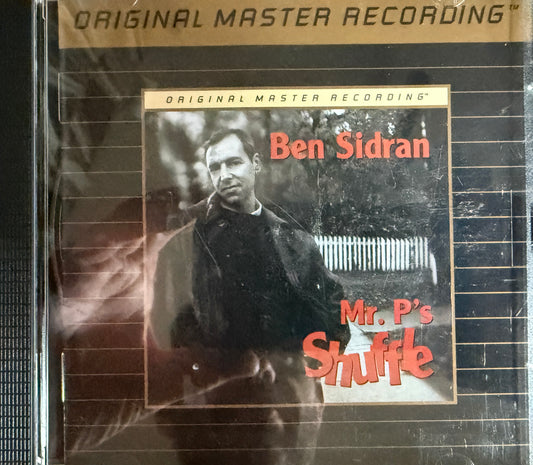 ORIGINAL MASTER RECORDING™
ORIGINAL MASTER RECORDING™
Ben Sidran
Mr. P's
Shuffle